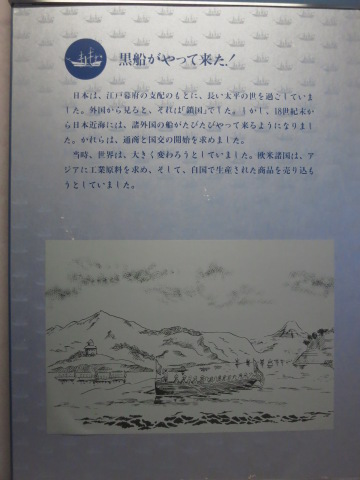 黒船がやって来た!
日本は、江戸幕府の支配のもとに、長い太平の世を過ごしていま
した。外国から見ると、それは「鎖国」でした。しかし、18世紀末か
ら日本近海には、諸外国の船がたびたびやって来るようになりまし
た。かれらは、通商と国交の開始を求めました。
当時、世界は、大きく変わろうとしていました。欧米諸国は、ア
ジアに工業原料を求め、そして、自国で生産された商品を売り込も
うとしていました。